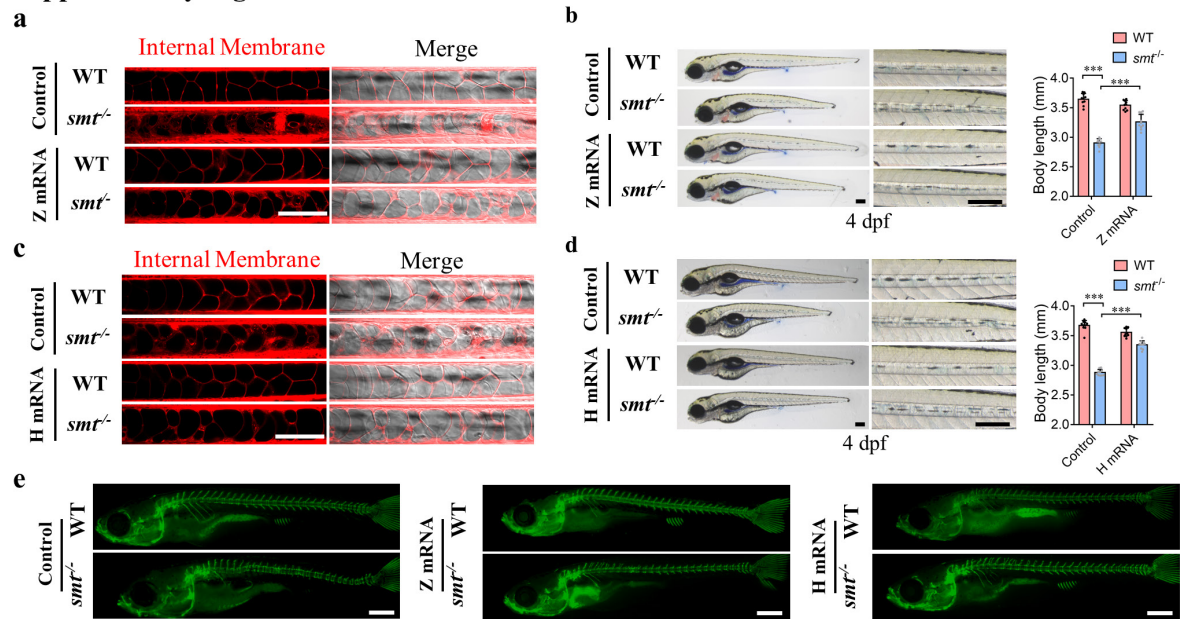 a
Internal Membrane
Merge
Control
WT
smt-/-
Z mRNA
WT
smt-/-
b
Control
WT
smt-/-
Z mRNA
WT
smt-/-
4 dpf
WT
smt-/-
***
***
Body length (mm)
4.0
3.5
3.0
2.5
2.0
Control
Z mRNA
c
Internal Membrane
Merge
Control
WT
smt-/-
H mRNA
WT
smt-/-
d
Control
WT
smt-/-
H mRNA
WT
smt-/-
4 dpf
WT
smt-/-
***
***
Body length (mm)
4.0
3.5
3.0
2.5
2.0
Control
H mRNA
e
Control
WT
smt-/-
Z mRNA
WT
smt-/-
H mRNA
WT
smt-/-